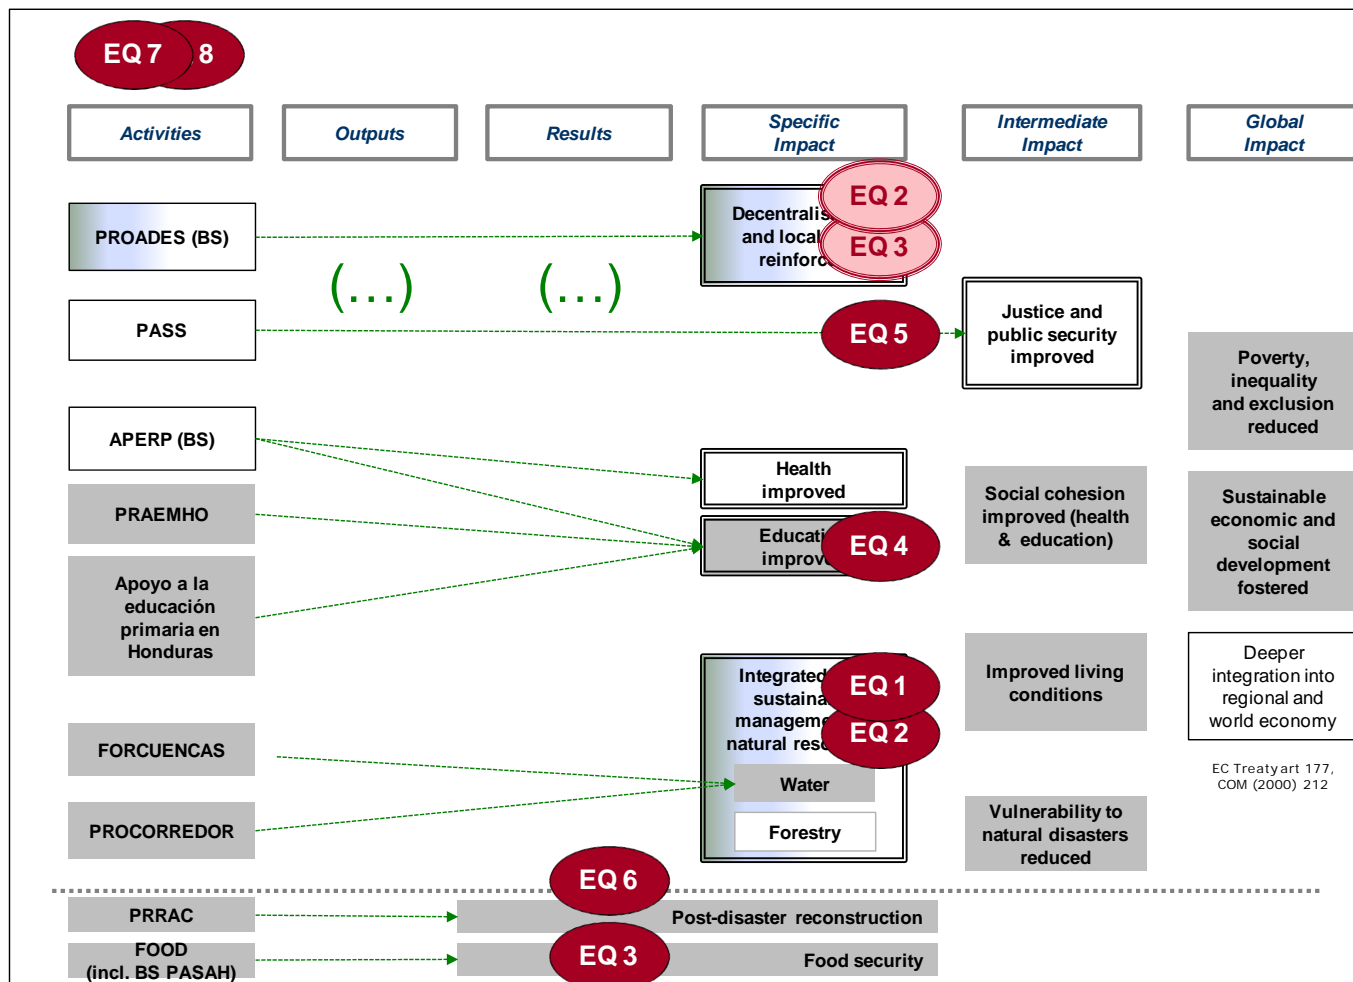 EQ 7
8
Activities
Outputs
Results
Specific
Impact
Intermediate
Impact
Global
Impact
PROADES (BS)
Decentralis
and local
reinforc
EQ 2
EQ 3
(…)
(…)
PASS
EQ 5
Justice and
public security
improved
Poverty,
inequality
and exclusion
reduced
APERP (BS)
Health
improved
PRAEMHO
Educati
improv
EQ 4
Social cohesion
improved (health
& education)
Sustainable
economic and
social
development
fostered
Apoyo a la
educación
primaria en
Honduras
Integrated
sustaina
manageme
natural reso
EQ 1
EQ 2
Improved living
conditions
Deeper
integration into
regional and
world economy
FORCUENCAS
Water
EC Treaty art 177,
COM (2000) 212
PROCORREDOR
Forestry
Vulnerability to
natural disasters
reduced
EQ 6
PRRAC
Post-disaster reconstruction
FOOD
(incl. BS PASAH)
EQ 3
Food security